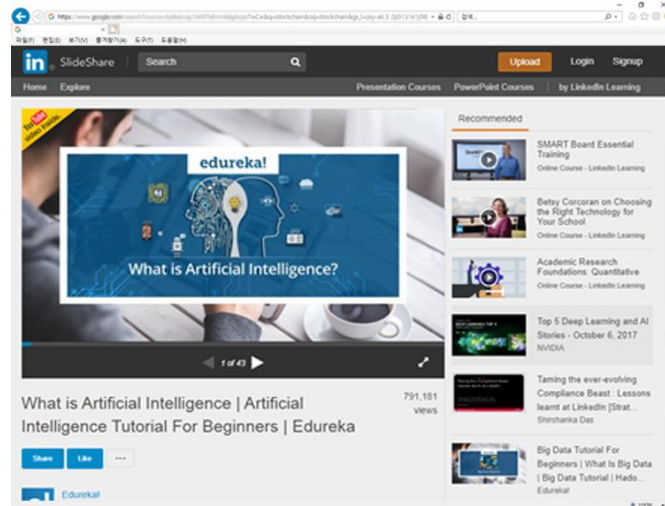 SlideShare
Search
Upload
Login
Signup
Home
Explore
Presentation Courses
PowerPoint Courses
by LinkedIn Learning
YouTube
video inside
edureka!
What is Artificial Intelligence?
1 of 43
What is Artificial Intelligence | Artificial
Intelligence Tutorial For Beginners | Edureka
791,181
views
Share
Like
Edureka!
Recommended
SMART Board Essential
Training
Online Course - LinkedIn Learning
Betsy Corcoran on Choosing
the Right Technology for
Your School
Online Course - LinkedIn Learning
Academic Research
Foundations: Quantitative
Online Course - LinkedIn Learning
Top 5 Deep Learning and AI
Stories - October 6, 2017
NVIDIA
Taming the ever-evolving
Compliance Beast : Lessons
learnt at LinkedIn [Strat...
Shirshanka Das
Big Data Tutorial For
Beginners | What Is Big Data
| Big Data Tutorial | Hado...
Edureka!